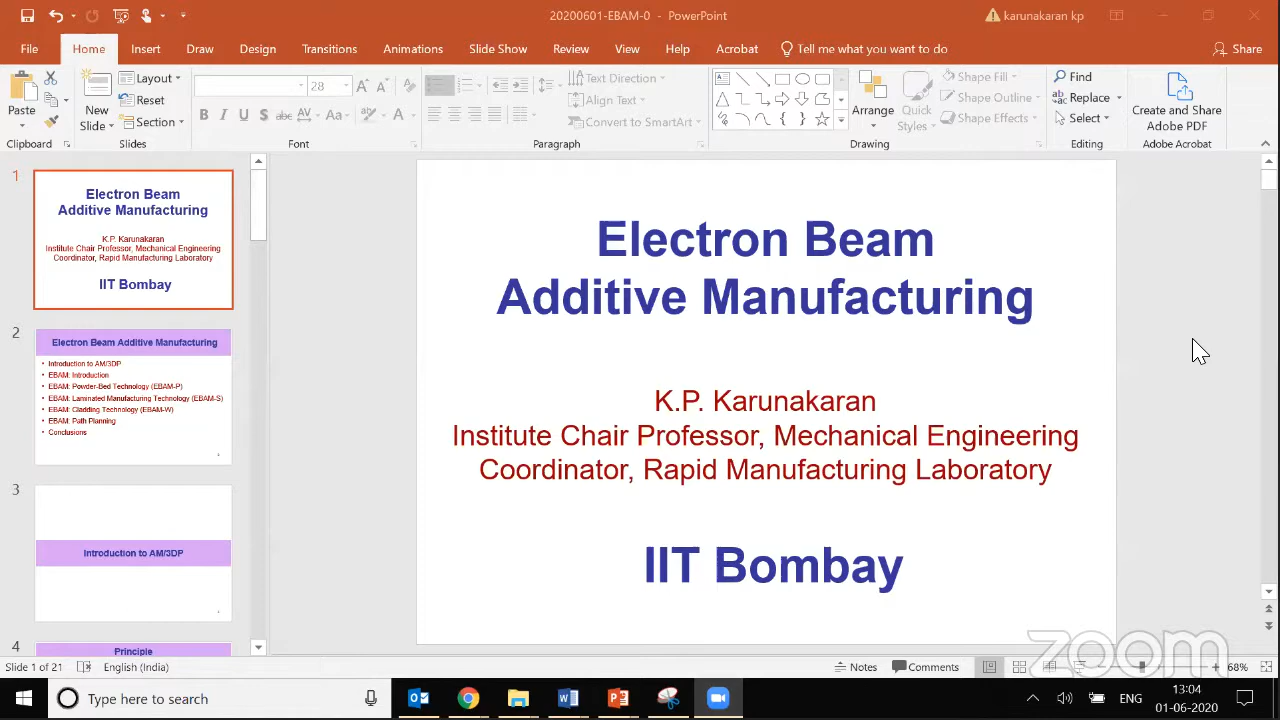 20200601-EBAM-0 - PowerPoint
karunakaran kp
File
Home
Insert
Draw
Design
Transitions
Animations
Slide Show
Review
View
Help
Acrobat
Tell me what you want to do
Share
Paste
New
Slide
Layout
Reset
Section
28
Text Direction
Align Text
Convert to SmartArt
Arrange
Quick
Styles
Shape Fill
Shape Outline
Shape Effects
Find
Replace
Select
Create and Share
Adobe PDF
Clipboard
Slides
Font
Paragraph
Drawing
Editing
Adobe Acrobat
1
Electron Beam
Additive Manufacturing
K.P. Karunakaran
Institute Chair Professor, Mechanical Engineering
Coordinator, Rapid Manufacturing Laboratory
IIT Bombay
2
Electron Beam Additive Manufacturing
• Introduction to AM/3DP
• EBAM: Introduction
• EBAM: Powder-Bed Technology (EBAM-P)
• EBAM: Laminated Manufacturing Technology (EBAM-S)
• EBAM: Cladding Technology (EBAM-W)
• EBAM: Path Planning
• Conclusions
3
Introduction to AM/3DP
4
Principle
Electron Beam
Additive Manufacturing
K.P. Karunakaran
Institute Chair Professor, Mechanical Engineering
Coordinator, Rapid Manufacturing Laboratory
IIT Bombay
zoom
Slide 1 of 21
English (India)
Notes
Comments
68%
Type here to search
ENG
13:04
01-06-2020